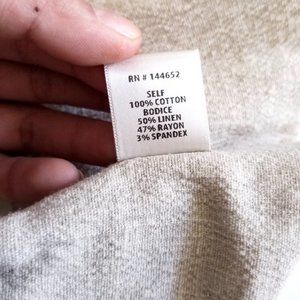 RN # 144652
SELF
100% COTTON
BODICE
50% LINEN
47% RAYON
3% SPANDEX